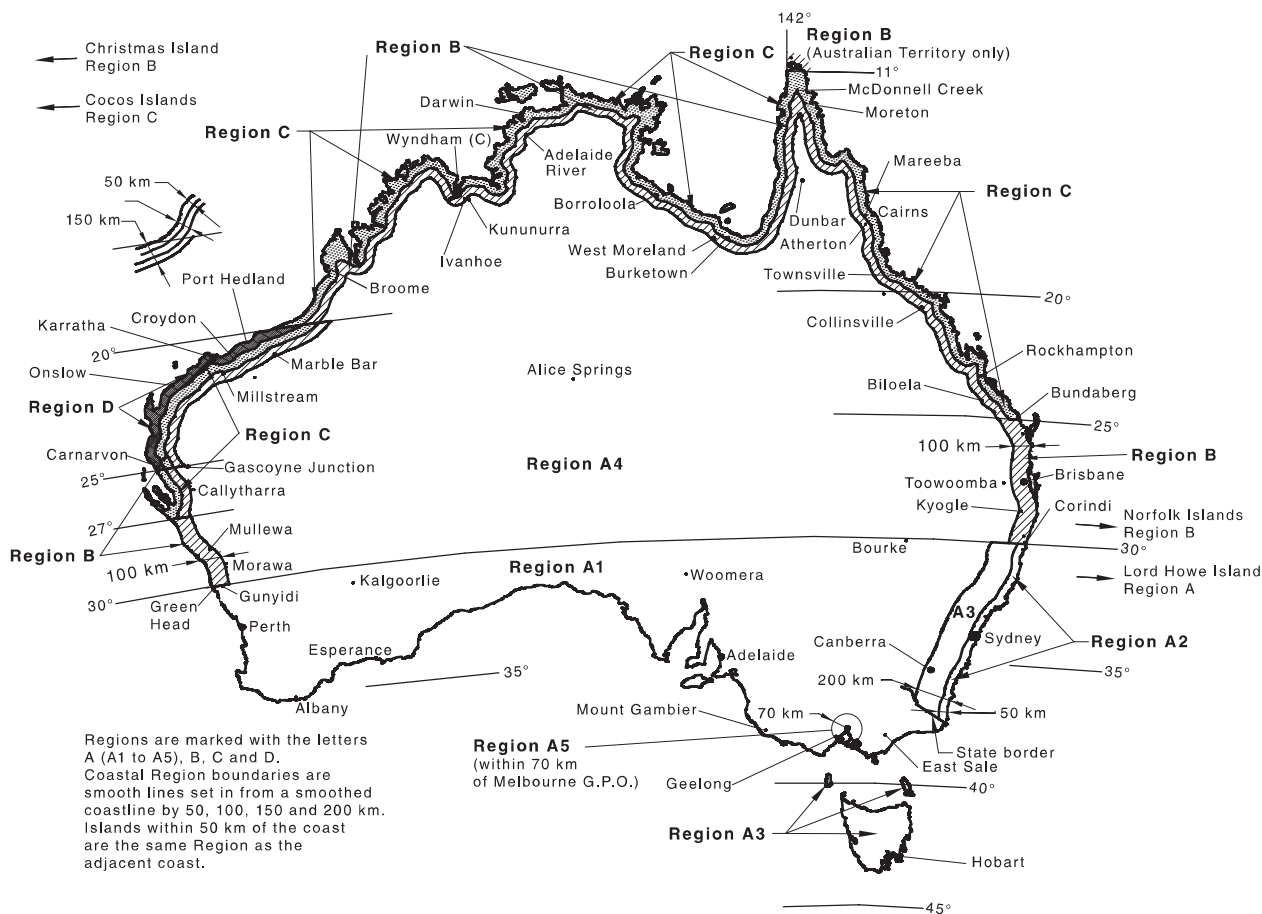 142°
Region B
(Australian Territory only)
11°
Christmas Island
Region B
Cocos Islands
Region C
Region B
Region C
McDonnell Creek
Moreton
Darwin
Region C
Wyndham (C)
Adelaide
River
Mareeba
Region C
50 km
150 km
Borroloola
Kununurra
Dunbar
Cairns
Atherton
West Moreland
Ivanhoe
Burketown
Townsville
Port Hedland
Broome
20°
Karratha
Croydon
Collinsville
20°
Marble Bar
Rockhampton
Onslow
Alice Springs
Millstream
Biloela
Bundaberg
Region D
Region C
25°
100 km
Carnarvon
Gascoyne Junction
Region A4
Region B
25°
Callytharra
Toowoomba
Brisbane
Kyogle
Corindi
27°
Mullewa
Norfolk Islands
Region B
Region B
100 km
Morawa
Bourke
30°
Region A1
Kalgoorlie
Woomera
Lord Howe Island
Region A
30°
Gunyidi
Green
Head
A3
Perth
Canberra
Sydney
Region A2
Esperance
Adelaide
35°
35°
200 km
Albany
Mount Gambier
70 km
50 km
Regions are marked with the letters
A (A1 to A5), B, C and D.
Coastal Region boundaries are
smooth lines set in from a smoothed
coastline by 50, 100, 150 and 200 km.
Islands within 50 km of the coast
are the same Region as the
adjacent coast.
Region A5
(within 70 km
of Melbourne G.P.O.)
State border
East Sale
Geelong
40°
Region A3
Hobart
45°